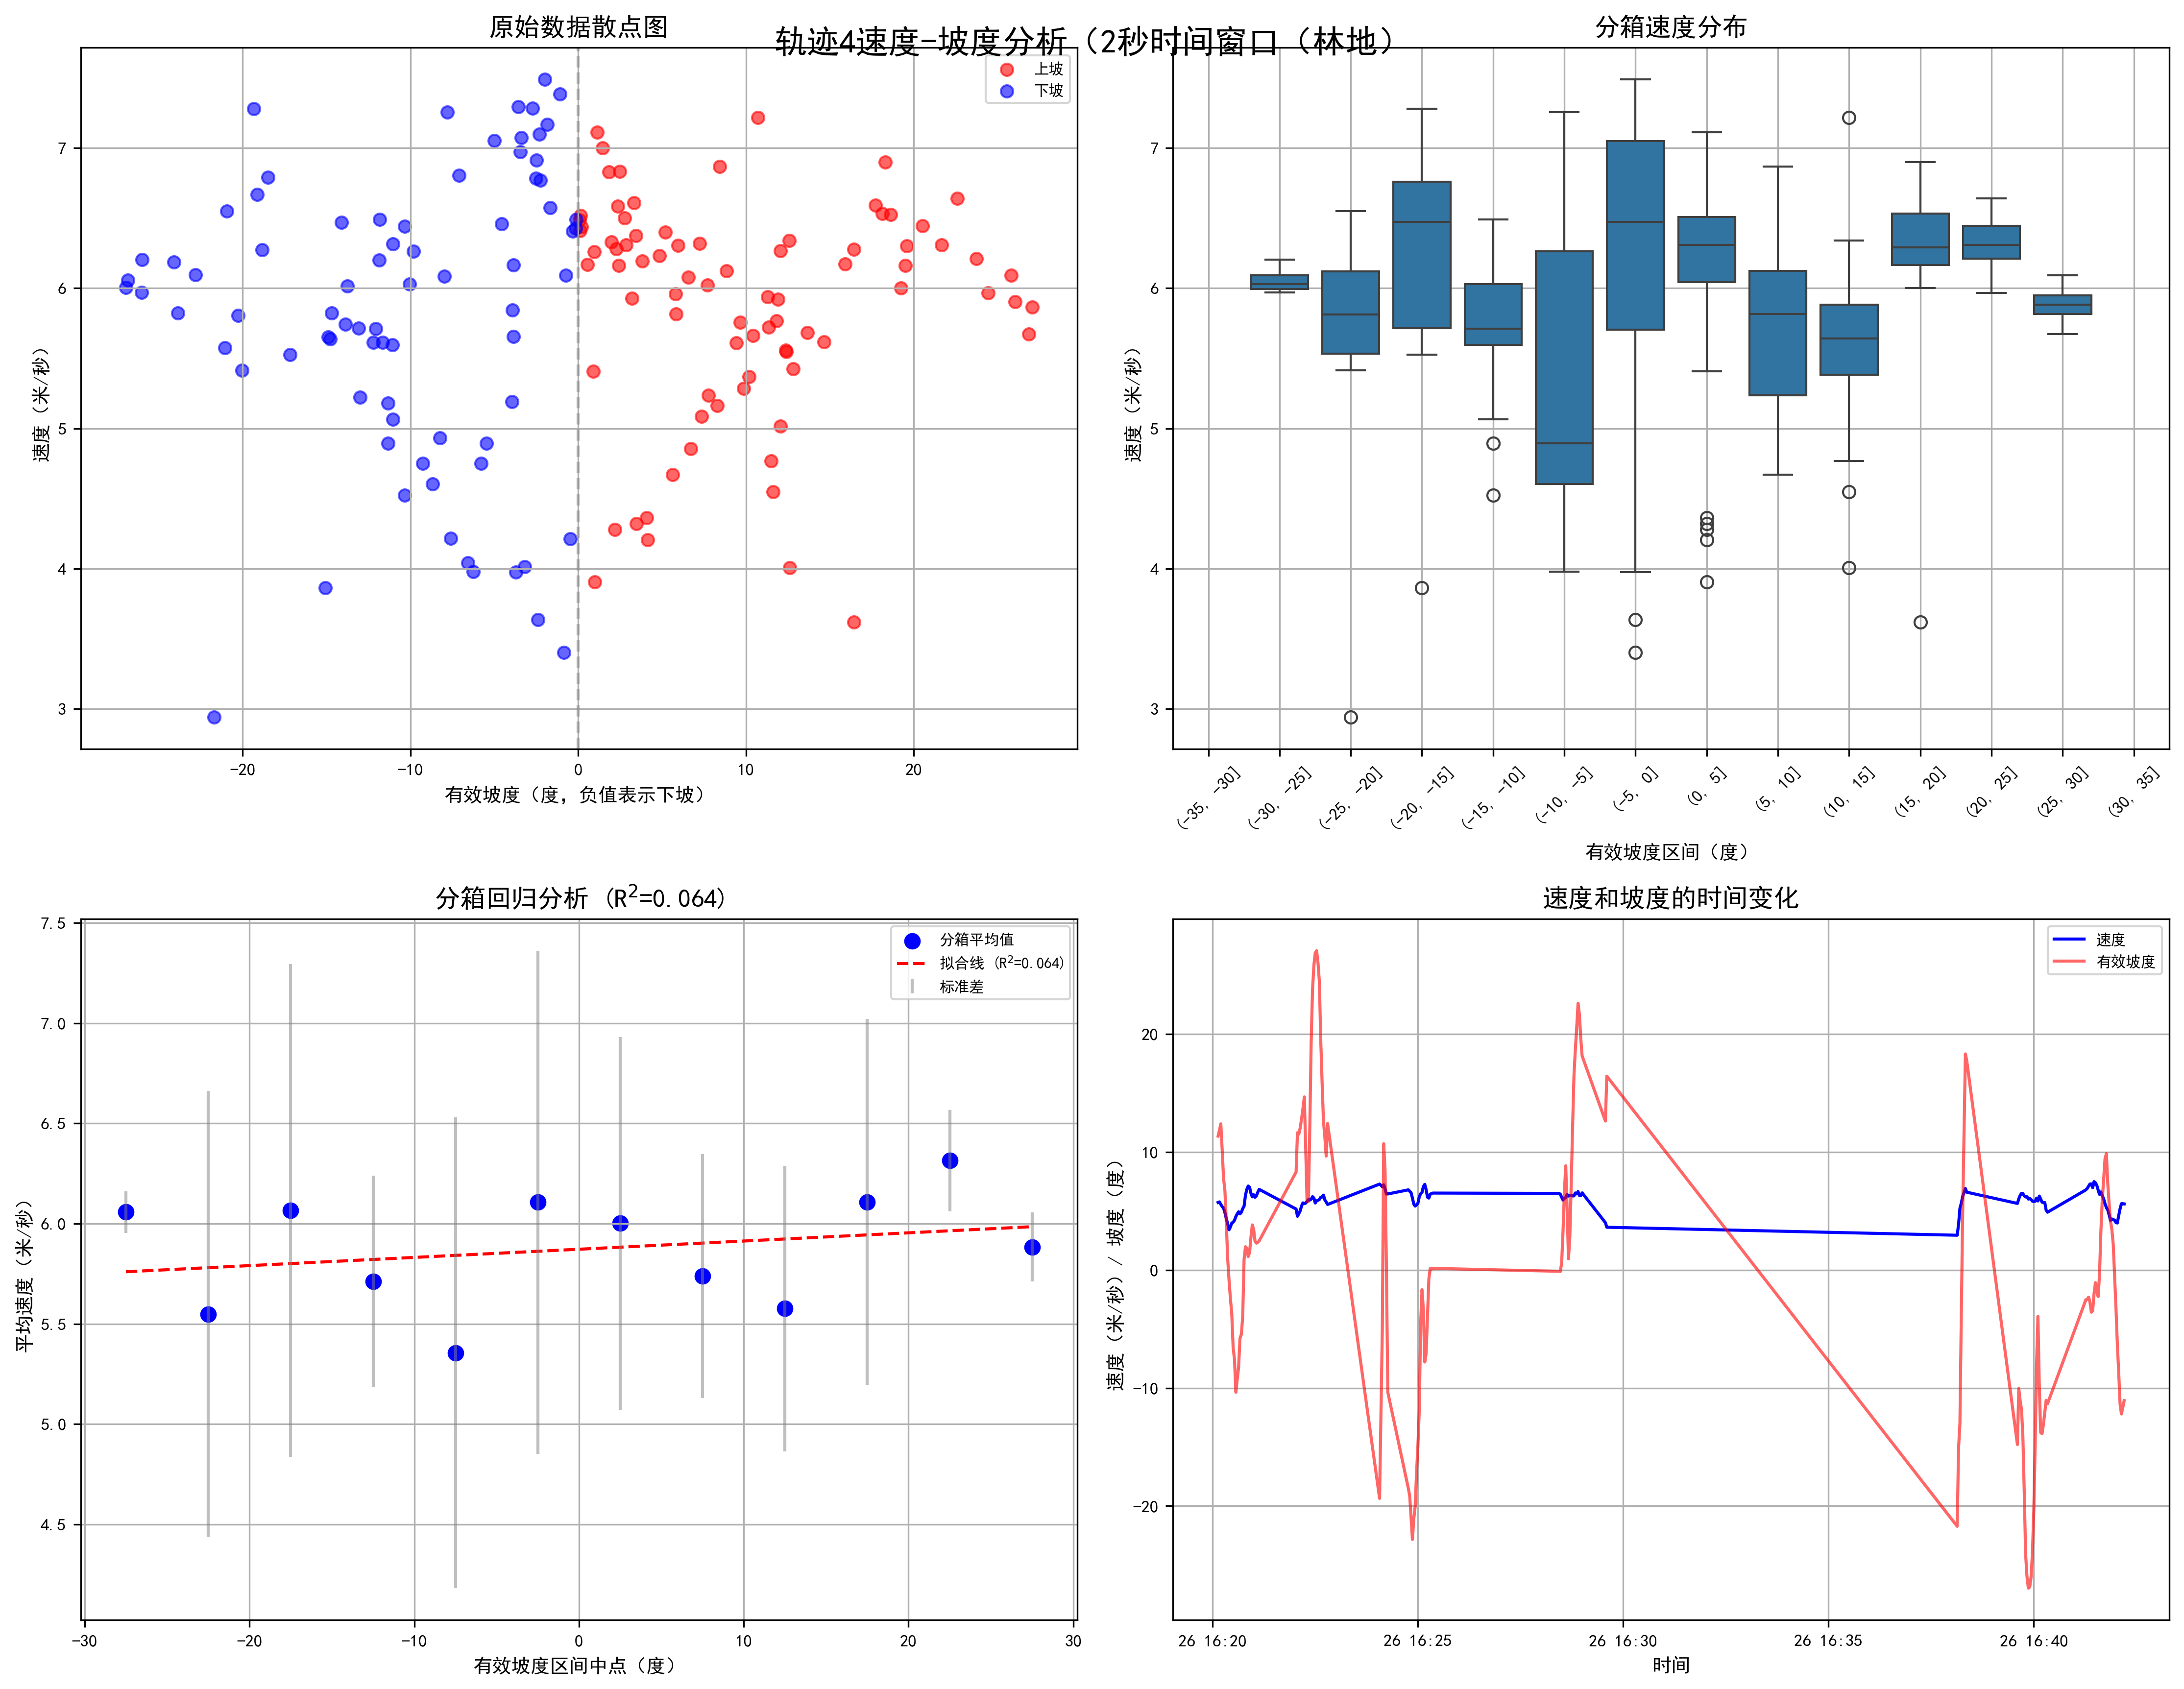 轨迹4速度-坡度分析（2秒时间窗口（林地）
原始数据散点图
上坡
下坡
7
6
5
4
3
速度（米/秒）
-20
-10
0
10
20
有效坡度（度，负值表示下坡）
分箱速度分布
7
6
5
4
3
速度（米/秒）
(-35, -30]
(-30, -25]
(-25, -20]
(-20, -15]
(-15, -10]
(-10, -5]
(-5, 0]
(0, 5]
(5, 10]
(10, 15]
(15, 20]
(20, 25]
(25, 30]
(30, 35]
有效坡度区间（度）
分箱回归分析 (R²=0.064)
分箱平均值
拟合线 (R²=0.064)
标准差
7.5
7.0
6.5
6.0
5.5
5.0
4.5
平均速度（米/秒）
-30
-20
-10
0
10
20
30
有效坡度区间中点（度）
速度和坡度的时间变化
速度
有效坡度
20
10
0
-10
-20
速度（米/秒）/ 坡度（度）
26 16:20
26 16:25
26 16:30
26 16:35
26 16:40
时间